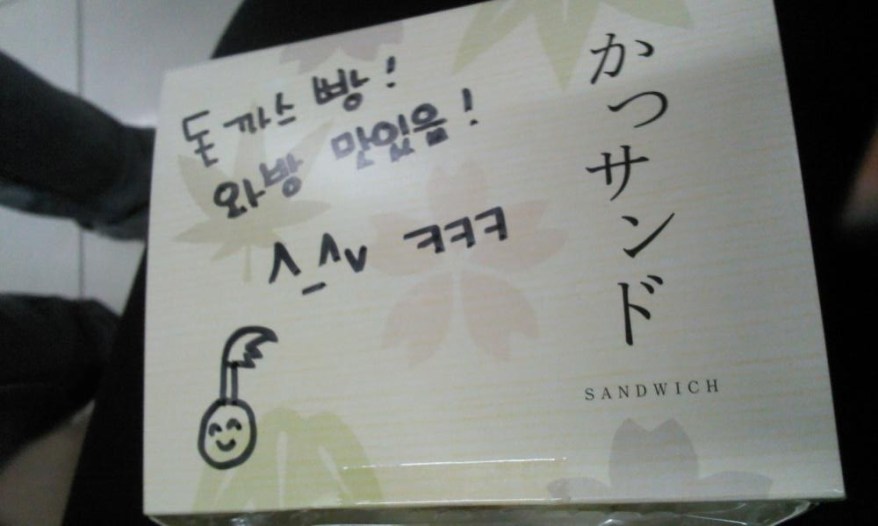 돈까스 빵!
와방 맛있음!
^_^v ㅋㅋㅋ
かつサンド
SANDWICH